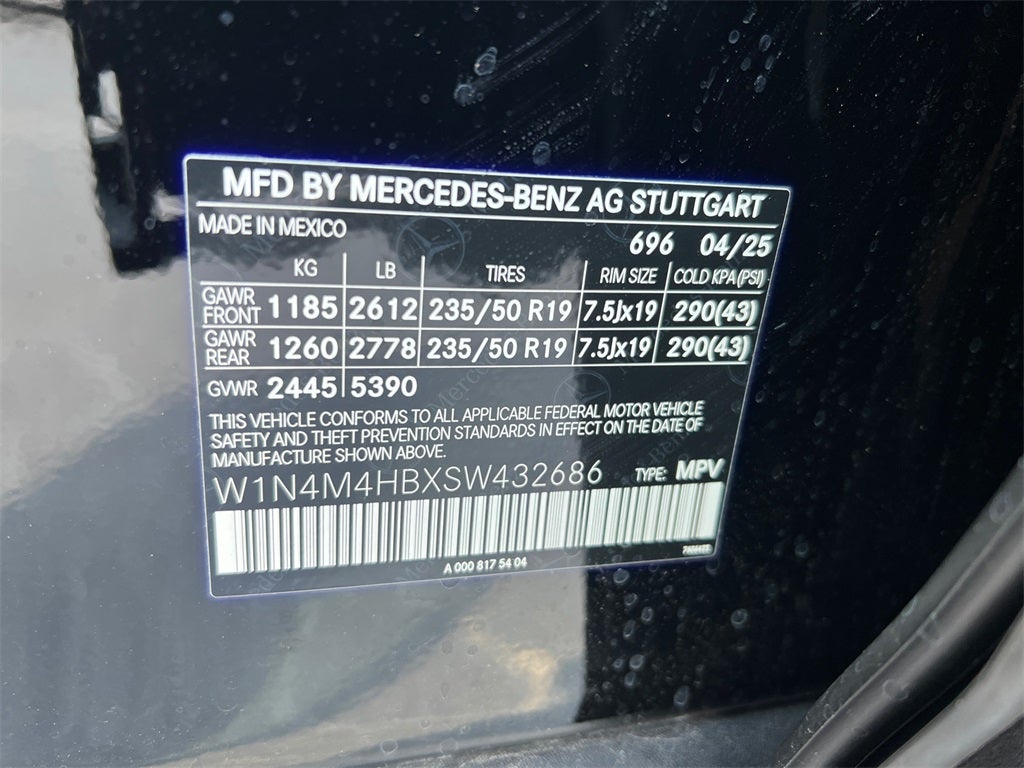 MFD BY MERCEDES-BENZ AG STUTTGART
MADE IN MEXICO
696 04/25
KG LB TIRES RIM SIZE COLD KPA(PSI)
GAWR FRONT 1185 2612 235/50 R19 7.5Jx19 290(43)
GAWR REAR 1260 2778 235/50 R19 7.5Jx19 290(43)
GVWR 2445 5390
THIS VEHICLE CONFORMS TO ALL APPLICABLE FEDERAL MOTOR VEHICLE
SAFETY AND THEFT PREVENTION STANDARDS IN EFFECT ON THE DATE OF
MANUFACTURE SHOWN ABOVE.
W1N4M4HBXSW432686 TYPE: MPV
A 000 817 54 04